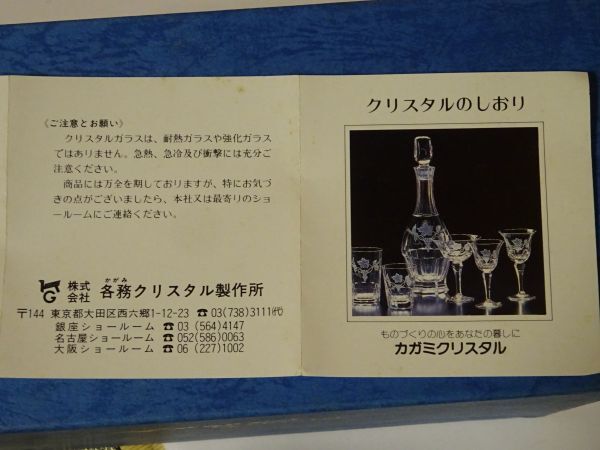 《ご注意とお願い》
クリスタルガラスは、耐熱ガラスや強化ガラス
ではありません。急熱、急冷及び衝撃には充分ご
注意ください。
商品には万全を期しておりますが、特にお気づ
きの点がございましたら、本社又は最寄りのショ
ールームにご連絡ください。
株式会社 各務クリスタル製作所
かがみ
〒144 東京都大田区西六郷1-12-23 ☎03(738)3111㈹
銀座ショールーム ☎03(564)4147
名古屋ショールーム ☎052(586)0063
大阪ショールーム ☎06(227)1002
クリスタルのしおり
ものづくりの心をあなたの暮しに
カガミクリスタル